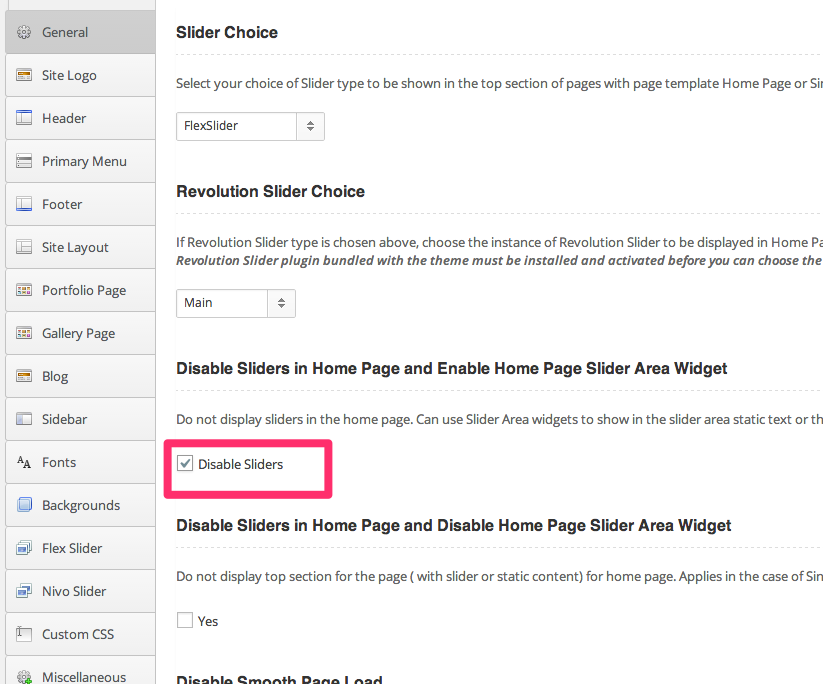 General
Site Logo
Header
Primary Menu
Footer
Site Layout
Portfolio Page
Gallery Page
Blog
Sidebar
Fonts
Backgrounds
Flex Slider
Nivo Slider
Custom CSS
Miscellaneous
Slider Choice
Select your choice of Slider type to be shown in the top section of pages with page template Home Page or
FlexSlider
Revolution Slider Choice
If Revolution Slider type is chosen above, choose the instance of Revolution Slider to be displayed in Home
Revolution Slider plugin bundled with the theme must be installed and activated before you can choose the
Main
Disable Sliders in Home Page and Enable Home Page Slider Area Widget
Do not display sliders in the home page. Can use Slider Area widgets to show in the slider area static text or
Disable Sliders
Disable Sliders in Home Page and Disable Home Page Slider Area Widget
Do not display top section for the page ( with slider or static content) for home page. Applies in the case of
Yes
Disable Smooth Page Load